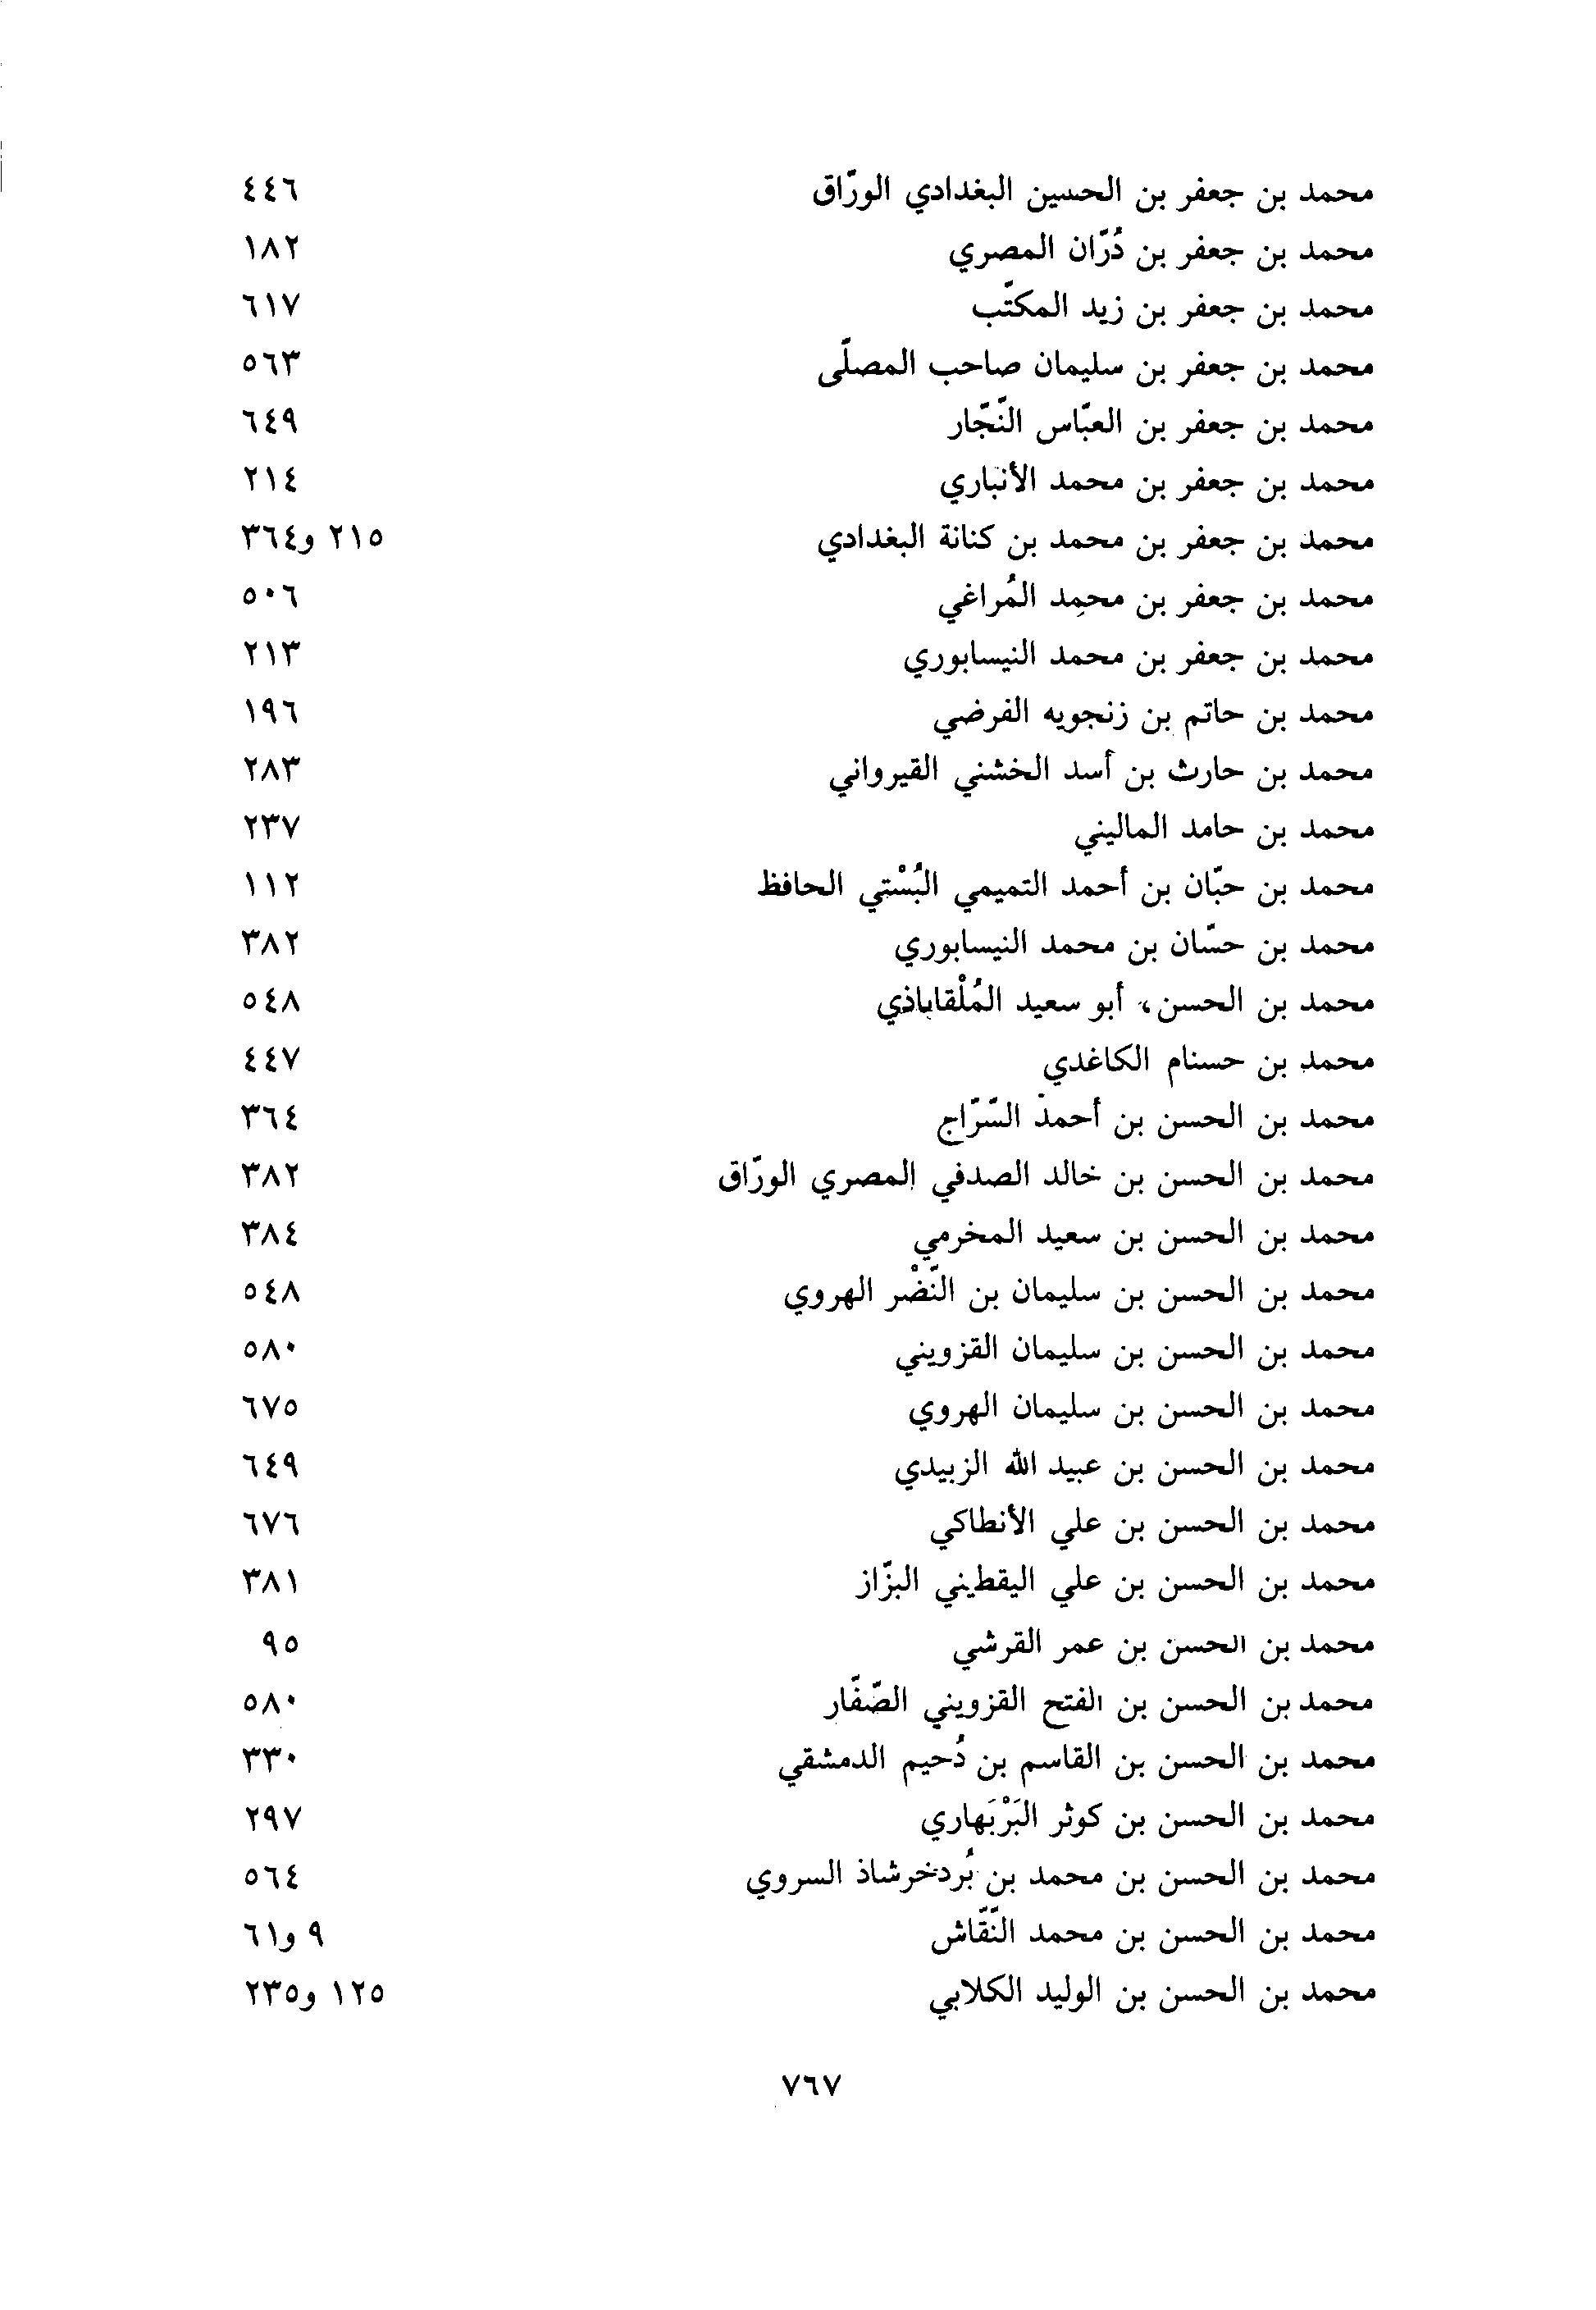 محمد بن جعفر بن الحسين البغدادي الورّاق ٤٤٦
محمد بن جعفر بن دُرّان المصري ١٨٢
محمد بن جعفر بن زيد المكتّب ٦١٧
محمد بن جعفر بن سليمان صاحب المصلّى ٥٦٣
محمد بن جعفر بن العبّاس النّجّار ٦٤٩
محمد بن جعفر بن محمد الأنباري ٢١٤
محمد بن جعفر بن محمد بن كنانة البغدادي ٢١٥ و٣٦٤
محمد بن جعفر بن محمد المُراغي ٥٠٦
محمد بن جعفر بن محمد النيسابوري ٢١٣
محمد بن حاتم بن زنجويه الفرضي ١٩٦
محمد بن حارث بن أسد الخشني القيرواني ٢٨٣
محمد بن حامد الماليني ٢٣٧
محمد بن حبّان بن أحمد التميمي البُسْتي الحافظ ١١٢
محمد بن حسّان بن محمد النيسابوري ٣٨٢
محمد بن الحسن، أبو سعيد المُلْقاباذي ٥٤٨
محمد بن حسنام الكاغدي ٤٤٧
محمد بن الحسن بن أحمد السّرّاج ٣٦٤
محمد بن الحسن بن خالد الصدفي المصري الورّاق ٣٨٢
محمد بن الحسن بن سعيد المخرمي ٣٨٤
محمد بن الحسن بن سليمان بن النّضْر الهروي ٥٤٨
محمد بن الحسن بن سليمان القزويني ٥٨٠
محمد بن الحسن بن سليمان الهروي ٦٧٥
محمد بن الحسن بن عبيد الله الزبيدي ٦٤٩
محمد بن الحسن بن علي الأنطاكي ٦٧٦
محمد بن الحسن بن علي اليقطيني البزّاز ٣٨١
محمد بن الحسن بن عمر القرشي ٩٥
محمد بن الحسن بن الفتح القزويني الصّفّار ٥٨٠
محمد بن الحسن بن القاسم بن دُحيم الدمشقي ٣٣٠
محمد بن الحسن بن كوثر البَرْبَهاري ٢٩٧
محمد بن الحسن بن محمد بن بُردخرشاذ السروي ٥٦٤
محمد بن الحسن بن محمد النّقّاش ٩ و٦١
محمد بن الحسن بن الوليد الكلابي ١٢٥ و٢٣٥
٧٦٧